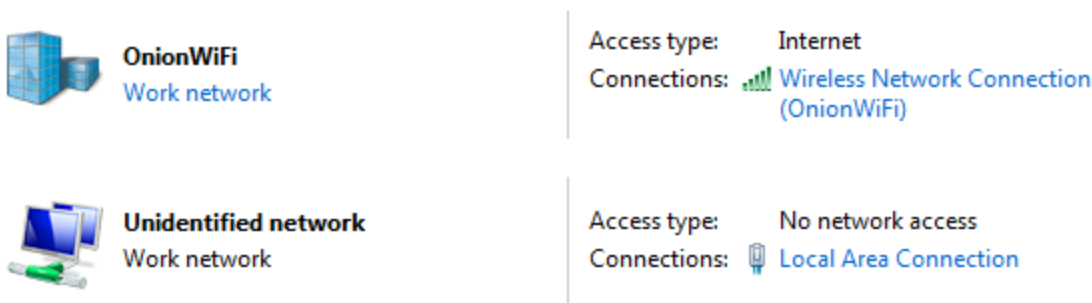 OnionWiFi
Work network
Access type: Internet
Connections: Wireless Network Connection
(OnionWiFi)
Unidentified network
Work network
Access type: No network access
Connections: Local Area Connection